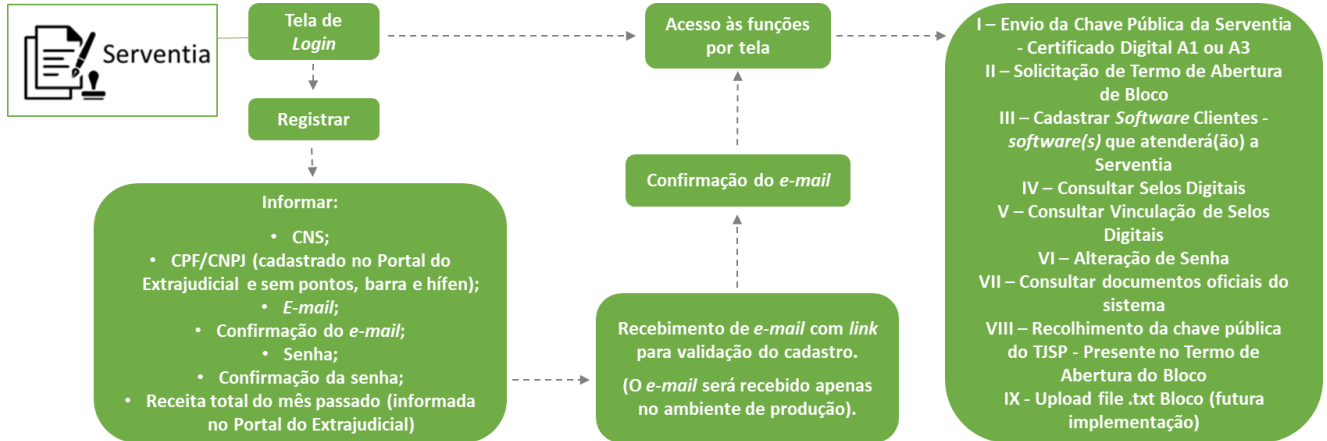 Serventia
Tela de
Login
Registrar
Informar:
• CNS;
• CPF/CNPJ (cadastrado no Portal do
Extrajudicial e sem pontos, barra e hífen);
• E-mail;
• Confirmação do e-mail;
• Senha;
• Confirmação da senha;
• Receita total do mês passado (informada
no Portal do Extrajudicial)
Recebimento de e-mail com link
para validação do cadastro.
(O e-mail será recebido apenas
no ambiente de produção).
Confirmação do e-mail
Acesso às funções
por tela
I – Envio da Chave Pública da Serventia
- Certificado Digital A1 ou A3
II – Solicitação de Termo de Abertura
de Bloco
III – Cadastrar Software Clientes -
software(s) que atenderá(ão) a
Serventia
IV – Consultar Selos Digitais
V – Consultar Vinculação de Selos
Digitais
VI – Alteração de Senha
VII – Consultar documentos oficiais do
sistema
VIII – Recolhimento da chave pública
do TJSP - Presente no Termo de
Abertura do Bloco
IX - Upload file .txt Bloco (futura
implementação)